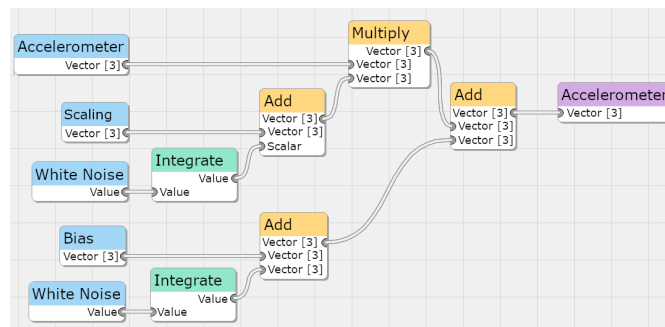 Multiply
Vector [3]
Vector [3]
Vector [3]
Accelerometer
Vector [3]
Add
Vector [3]
Vector [3]
Vector [3]
Accelerometer
Vector [3]
Add
Vector [3]
Vector [3]
Scalar
Scaling
Vector [3]
Integrate
Value
Value
White Noise
Value
Add
Vector [3]
Vector [3]
Vector [3]
Bias
Vector [3]
Integrate
Value
Value
White Noise
Value